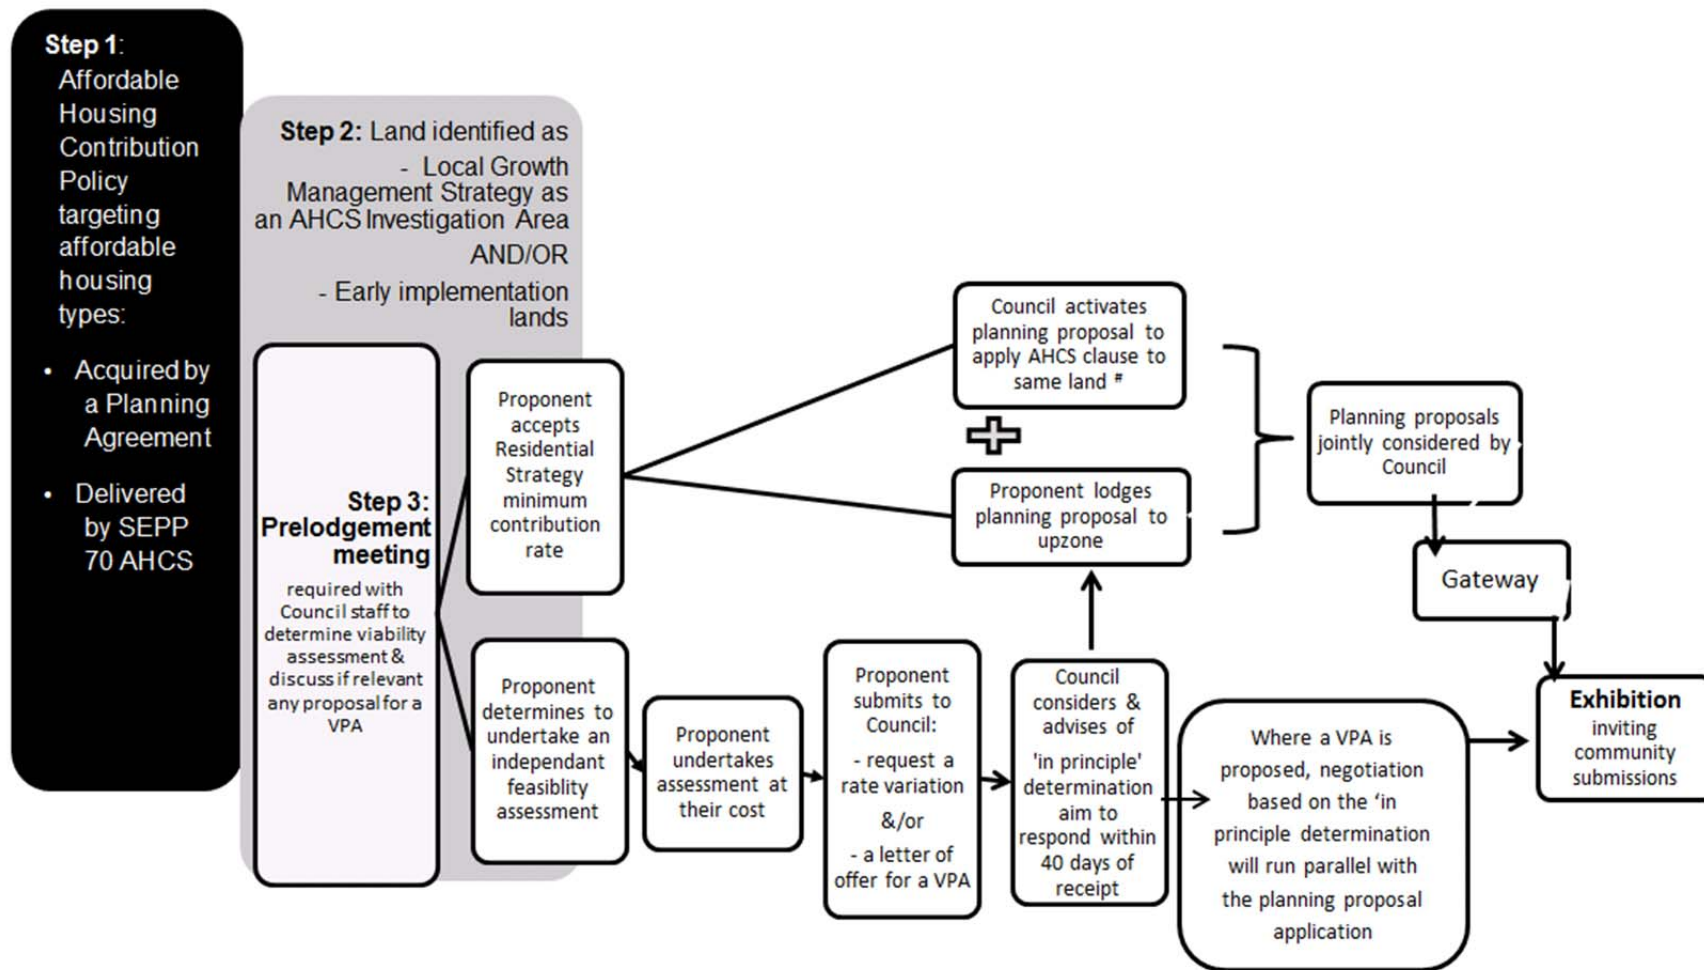 Step 1:
Affordable
Housing
Contribution
Policy
targeting
affordable
housing
types:
• Acquired by
a Planning
Agreement
• Delivered
by SEPP
70 AHCS
Step 2: Land identified as
- Local Growth
Management Strategy as
an AHCS Investigation Area
AND/OR
- Early implementation
lands
Step 3:
Prelodgement
meeting
required with
Council staff to
determine viability
assessment &
discuss if relevant
any proposal for a
VPA
Proponent
accepts
Residential
Strategy
minimum
contribution
rate
Proponent
determines to
undertake an
independant
feasiblity
assessment
Proponent
undertakes
assessment at
their cost
Proponent
submits to
Council:
- request a
rate variation
&/or
- a letter of
offer for a VPA
Council
considers &
advises of
'in principle'
determination
aim to
respond within
40 days of
receipt
Council activates
planning proposal to
apply AHCS clause to
same land #
Proponent lodges
planning proposal to
upzone
Planning proposals
jointly considered by
Council
Gateway
Where a VPA is
proposed, negotiation
based on the ‘in
principle determination
will run parallel with
the planning proposal
application
Exhibition
inviting
community
submissions